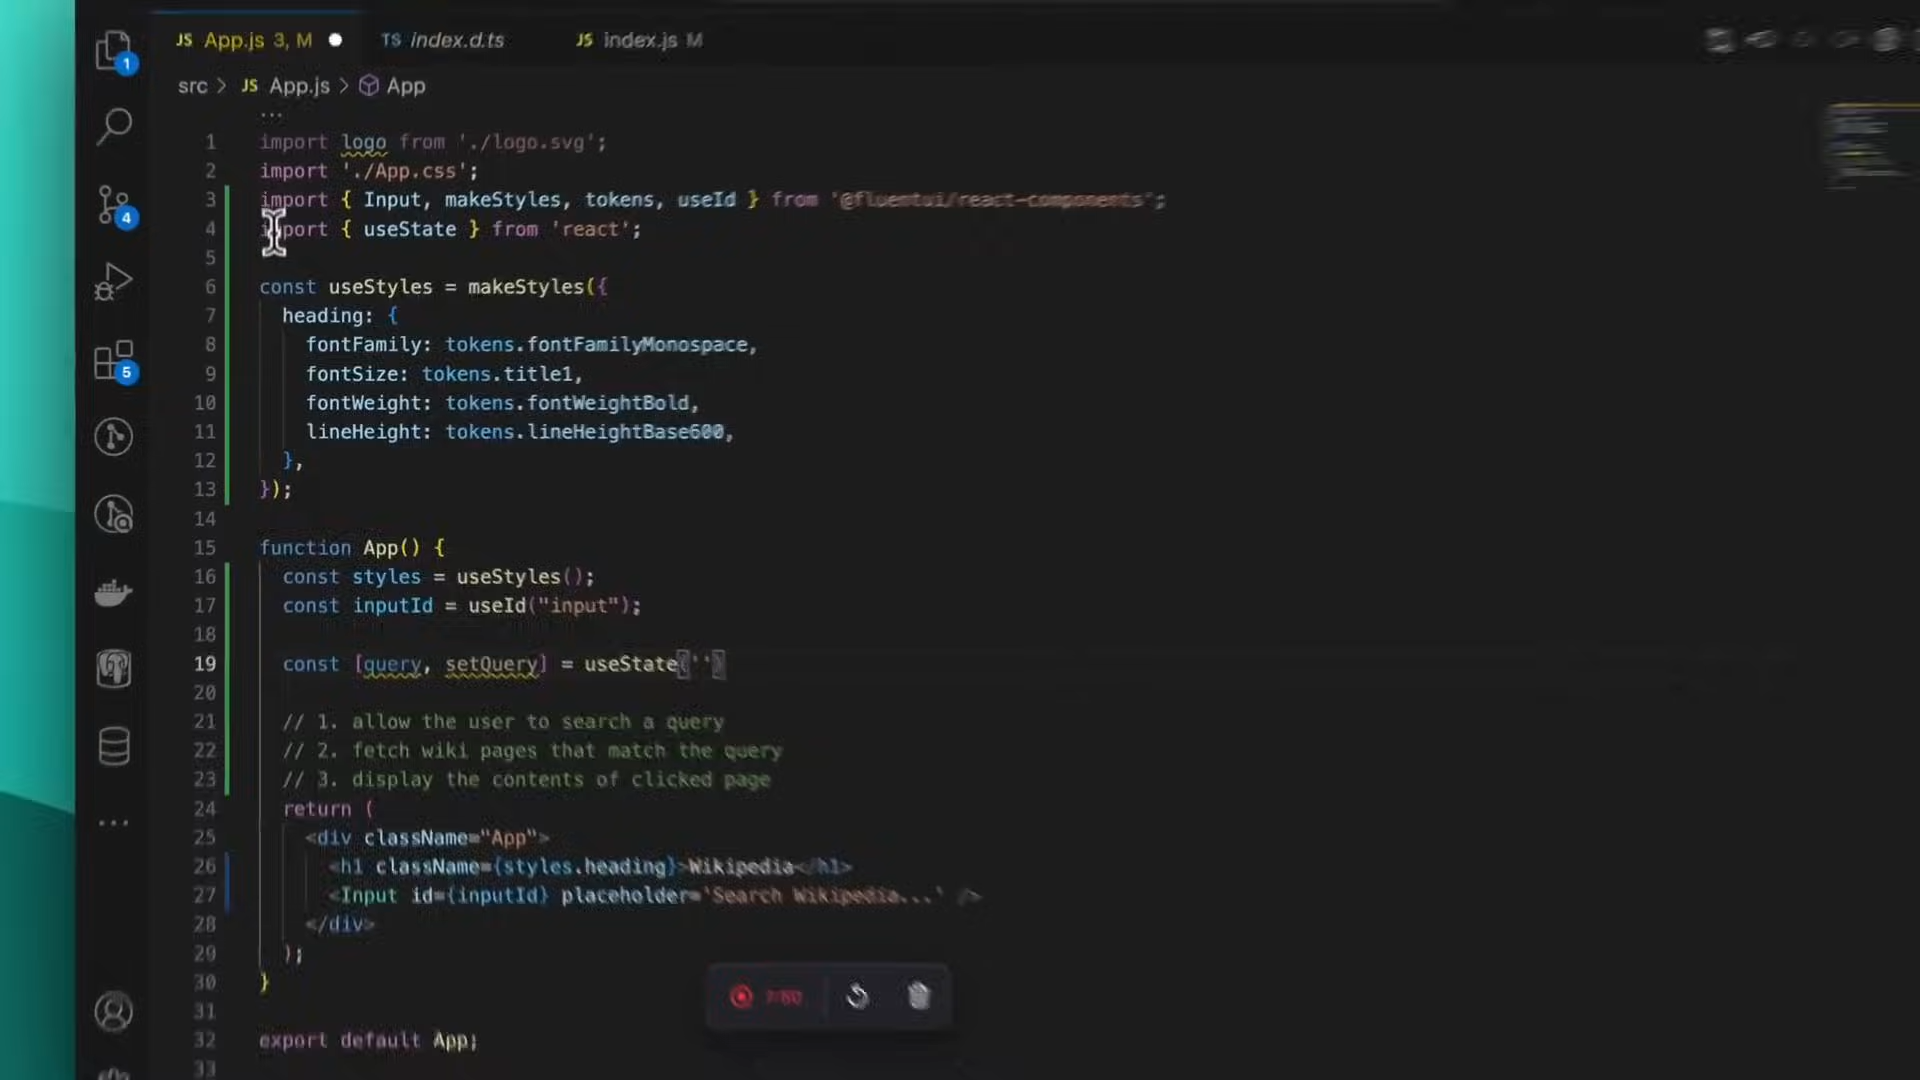 JS App.js 3, M
TS index.d.ts
JS index.js M
src > JS App.js > App
...
1 import logo from './logo.svg';
2 import './App.css';
3 import { Input, makeStyles, tokens, useId } from '@fluentui/react-components';
4 import { useState } from 'react';
5
6 const useStyles = makeStyles({
7 heading: {
8 fontFamily: tokens.fontFamilyMonospace,
9 fontSize: tokens.title1,
10 fontWeight: tokens.fontWeightBold,
11 lineHeight: tokens.lineHeightBase600,
12 },
13 });
14
15 function App() {
16 const styles = useStyles();
17 const inputId = useId("input");
18
19 const [query, setQuery] = useState('')
20
21 // 1. allow the user to search a query
22 // 2. fetch wiki pages that match the query
23 // 3. display the contents of clicked page
24 return (
25 <div className="App">
26 <h1 className={styles.heading}>Wikipedia</h1>
27 <Input id={inputId} placeholder='Search Wikipedia...' />
28 </div>
29 );
30 }
31
32 export default App;
33
1
4
5